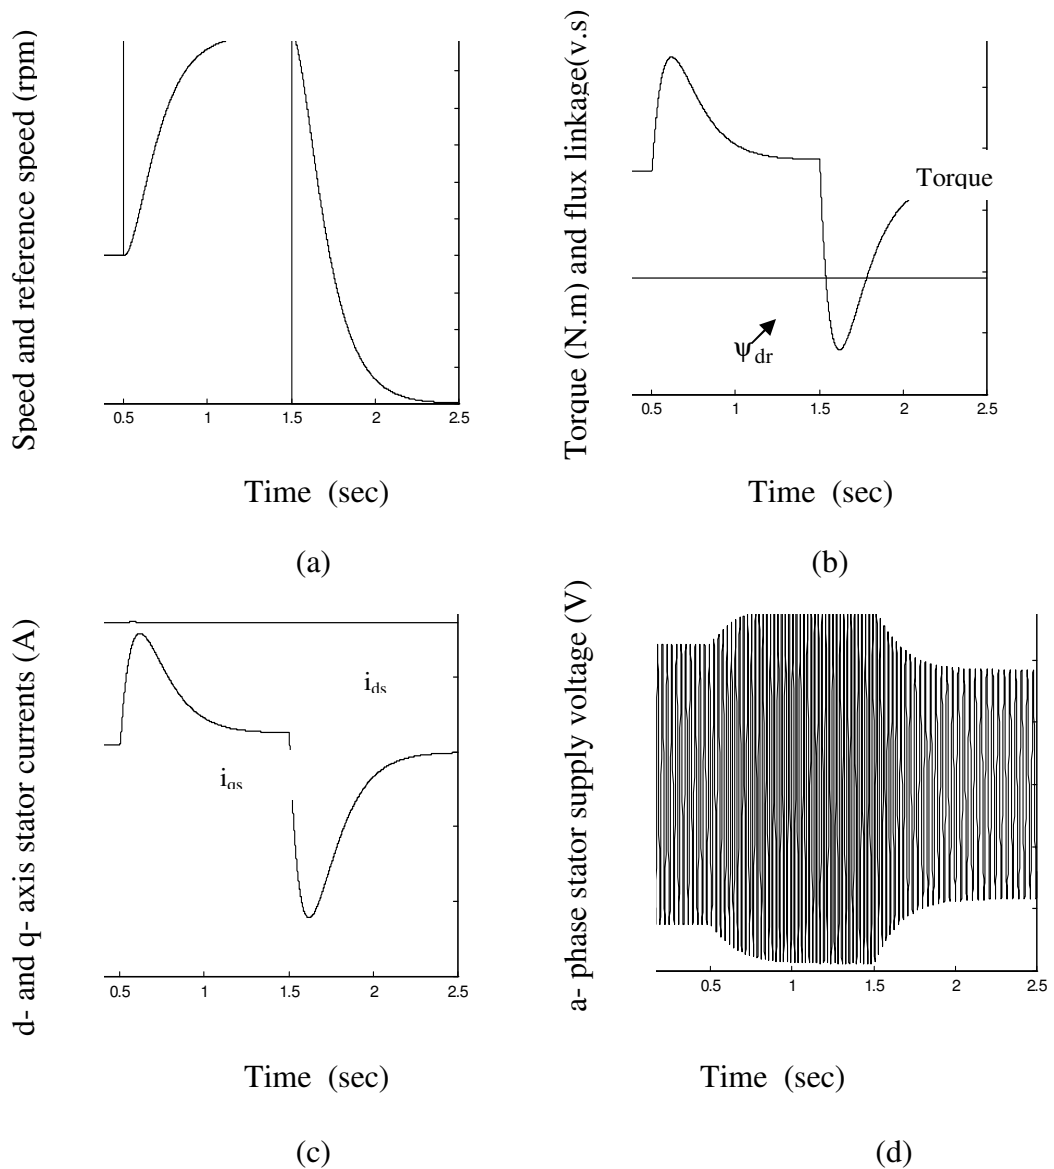 Speed and reference speed (rpm)
0.5 1 1.5 2 2.5
Time (sec)
(a)
Torque (N.m) and flux linkage(v.s)
Torque
ψdr
0.5 1 1.5 2 2.5
Time (sec)
(b)
d- and q- axis stator currents (A)
ids
iqs
0.5 1 1.5 2 2.5
Time (sec)
(c)
a- phase stator supply voltage (V)
0.5 1 1.5 2 2.5
Time (sec)
(d)